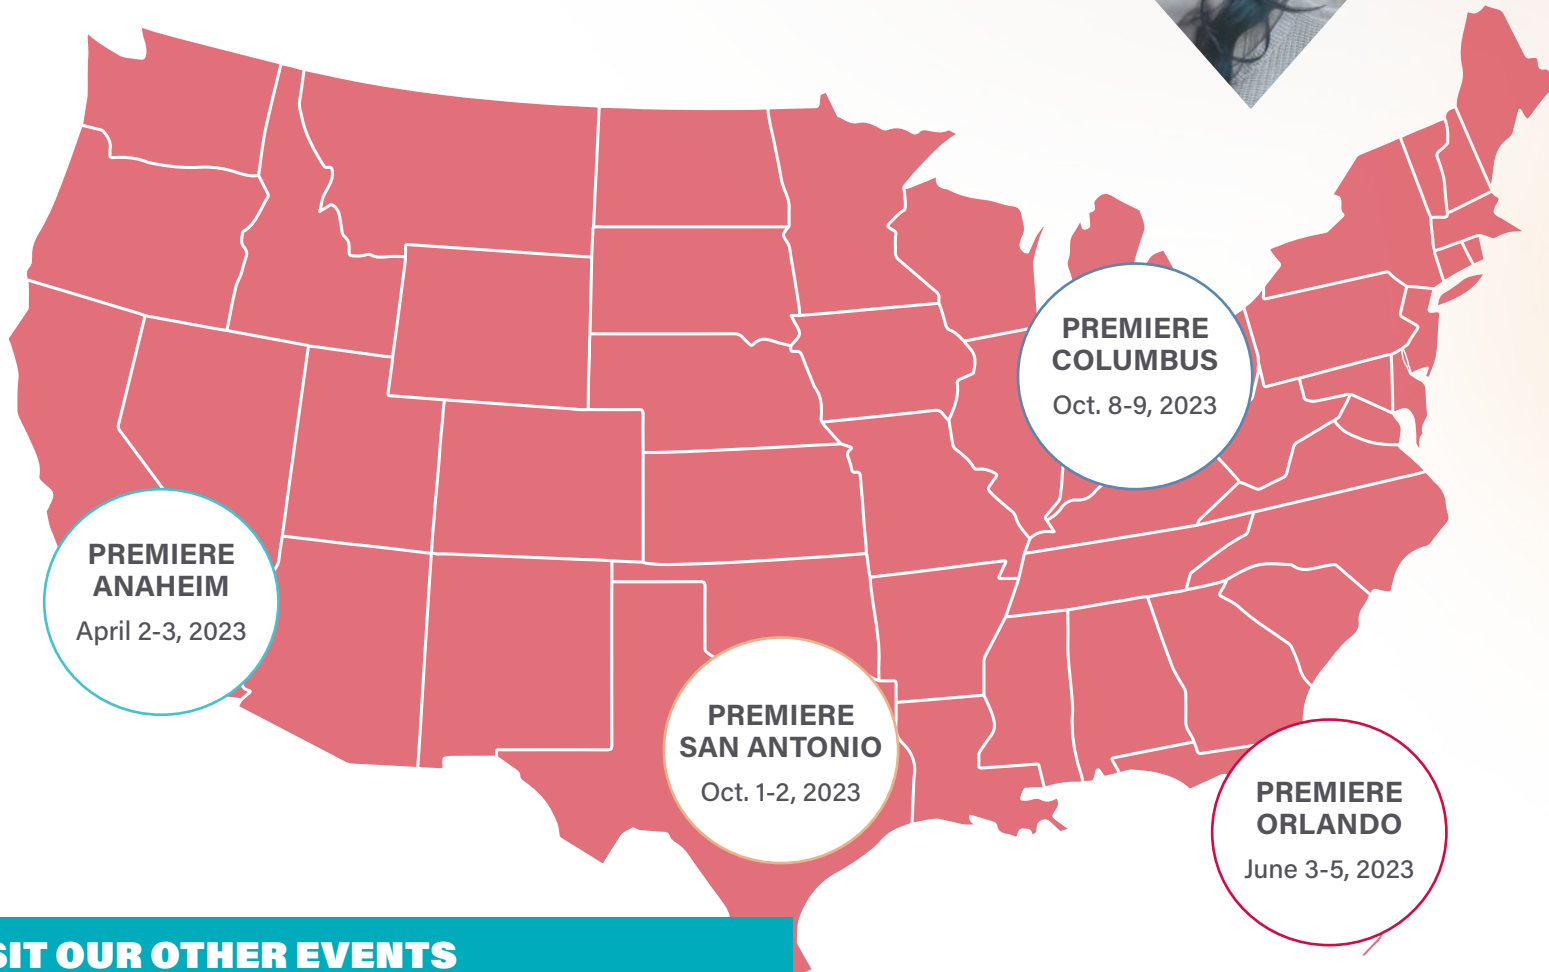 PREMIERE
COLUMBUS
Oct. 8-9, 2023
PREMIERE
ANAHEIM
April 2-3, 2023
PREMIERE
SAN ANTONIO
Oct. 1-2, 2023
PREMIERE
ORLANDO
June 3-5, 2023
SIT OUR OTHER EVENTS